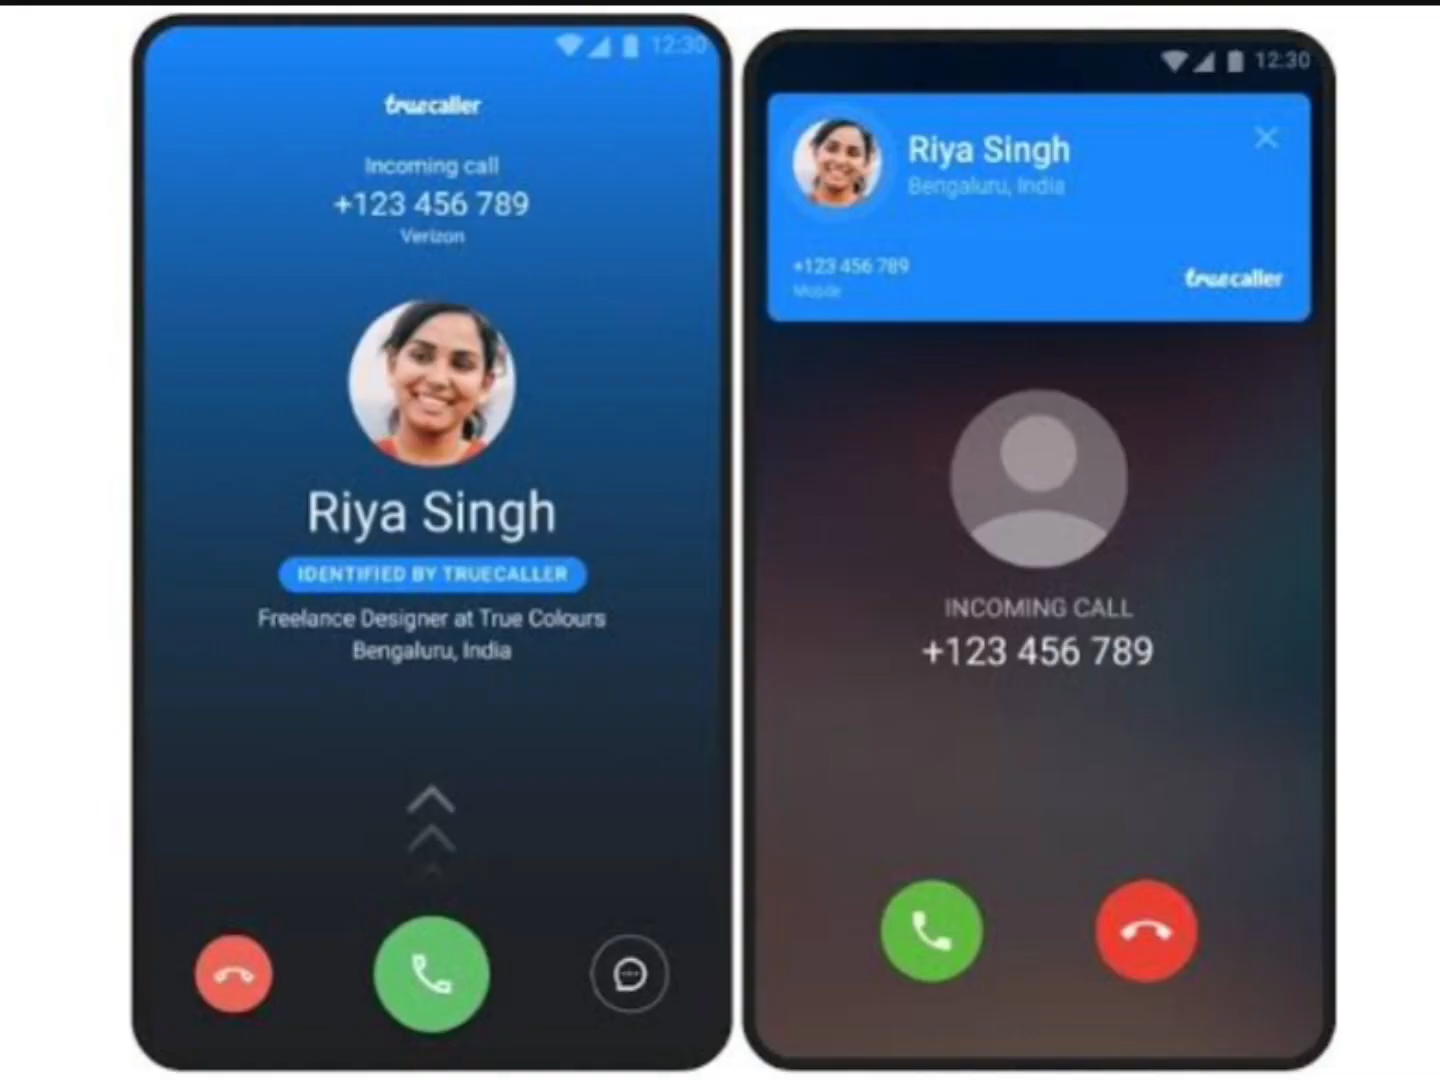 12:30
truecaller
Incoming call
+123 456 789
Verizon
Riya Singh
IDENTIFIED BY TRUECALLER
Freelance Designer at True Colours
Bengaluru, India
12:30
Riya Singh
Bengaluru, India
+123 456 789
Mobile
truecaller
INCOMING CALL
+123 456 789